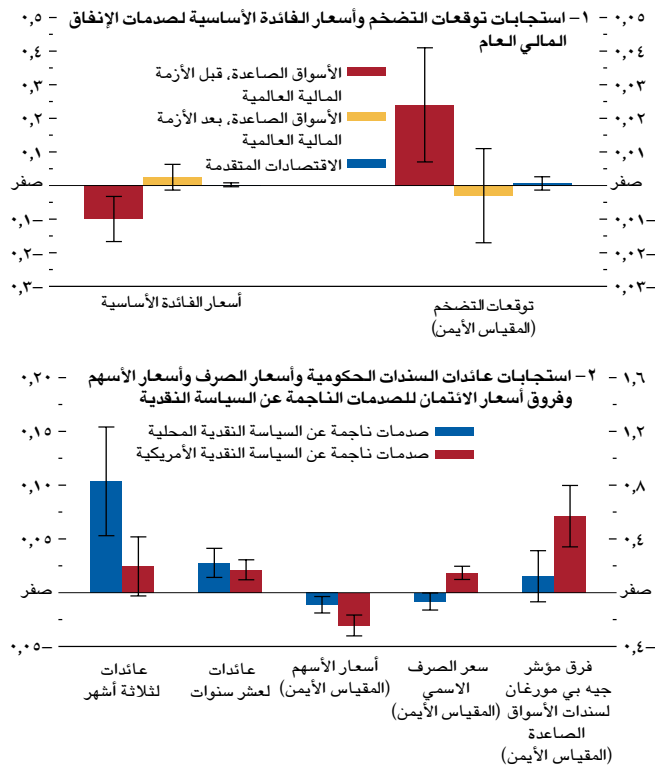 ١– استجابات توقعات التضخم وأسعار الفائدة الأساسية لصدمات الإنفاق
المالي العام
٠,٥
٠,٤
٠,٣
٠,٢
٠,١
صفر
٠,١–
٠,٢–
٠,٣–
٠,٠٥
٠,٠٤
٠,٠٣
٠,٠٢
٠,٠١
صفر
٠,٠١–
٠,٠٢–
٠,٠٣–
الأسواق الصاعدة، قبل الأزمة
المالية العالمية
الأسواق الصاعدة، بعد الأزمة
المالية العالمية
الاقتصادات المتقدمة
توقعات التضخم
(المقياس الأيمن)
أسعار الفائدة الأساسية
٢– استجابات عائدات السندات الحكومية وأسعار الصرف وأسعار الأسهم
وفروق أسعار الائتمان للصدمات الناجمة عن السياسة النقدية
٠,٢٠
٠,١٥
٠,١٠
٠,٠٥
صفر
٠,٠٥–
١,٦
١,٢
٠,٨
٠,٤
صفر
٠,٤–
صدمات ناجمة عن السياسة النقدية المحلية
صدمات ناجمة عن السياسة النقدية الأمريكية
فرق مؤشر
جيه بي مورغان
لسندات الأسواق
الصاعدة
(المقياس الأيمن)
سعر الصرف
الاسمي
(المقياس الأيمن)
أسعار الأسهم
(المقياس الأيمن)
عائدات
لعشر سنوات
عائدات
لثلاثة أشهر